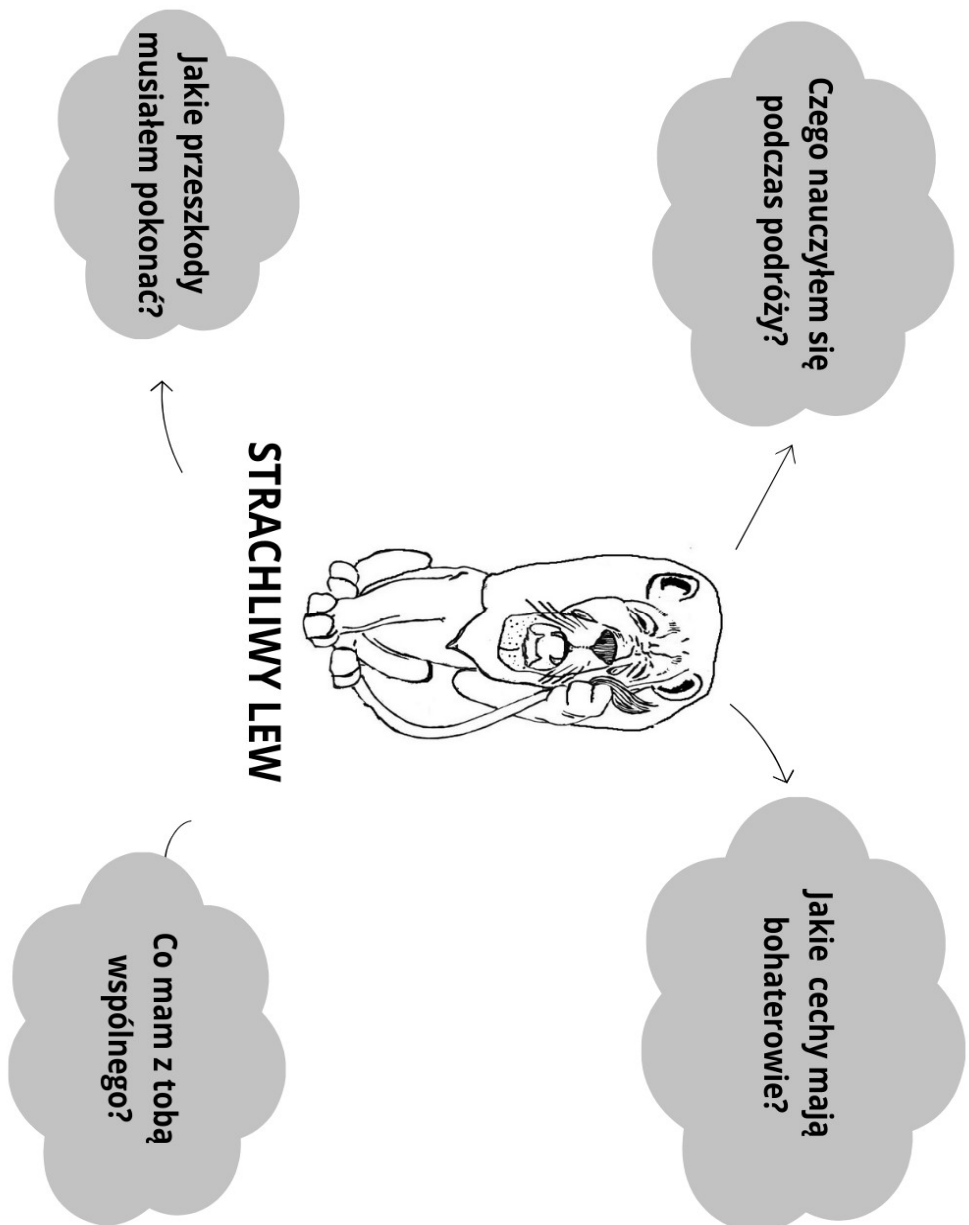 Czego nauczyłem się
podczas podróży?
Jakie cechy mają
bohaterowie?
STRACHLIWY LEW
Jakie przeszkody
musiałem pokonać?
Co mam z tobą
wspólnego?